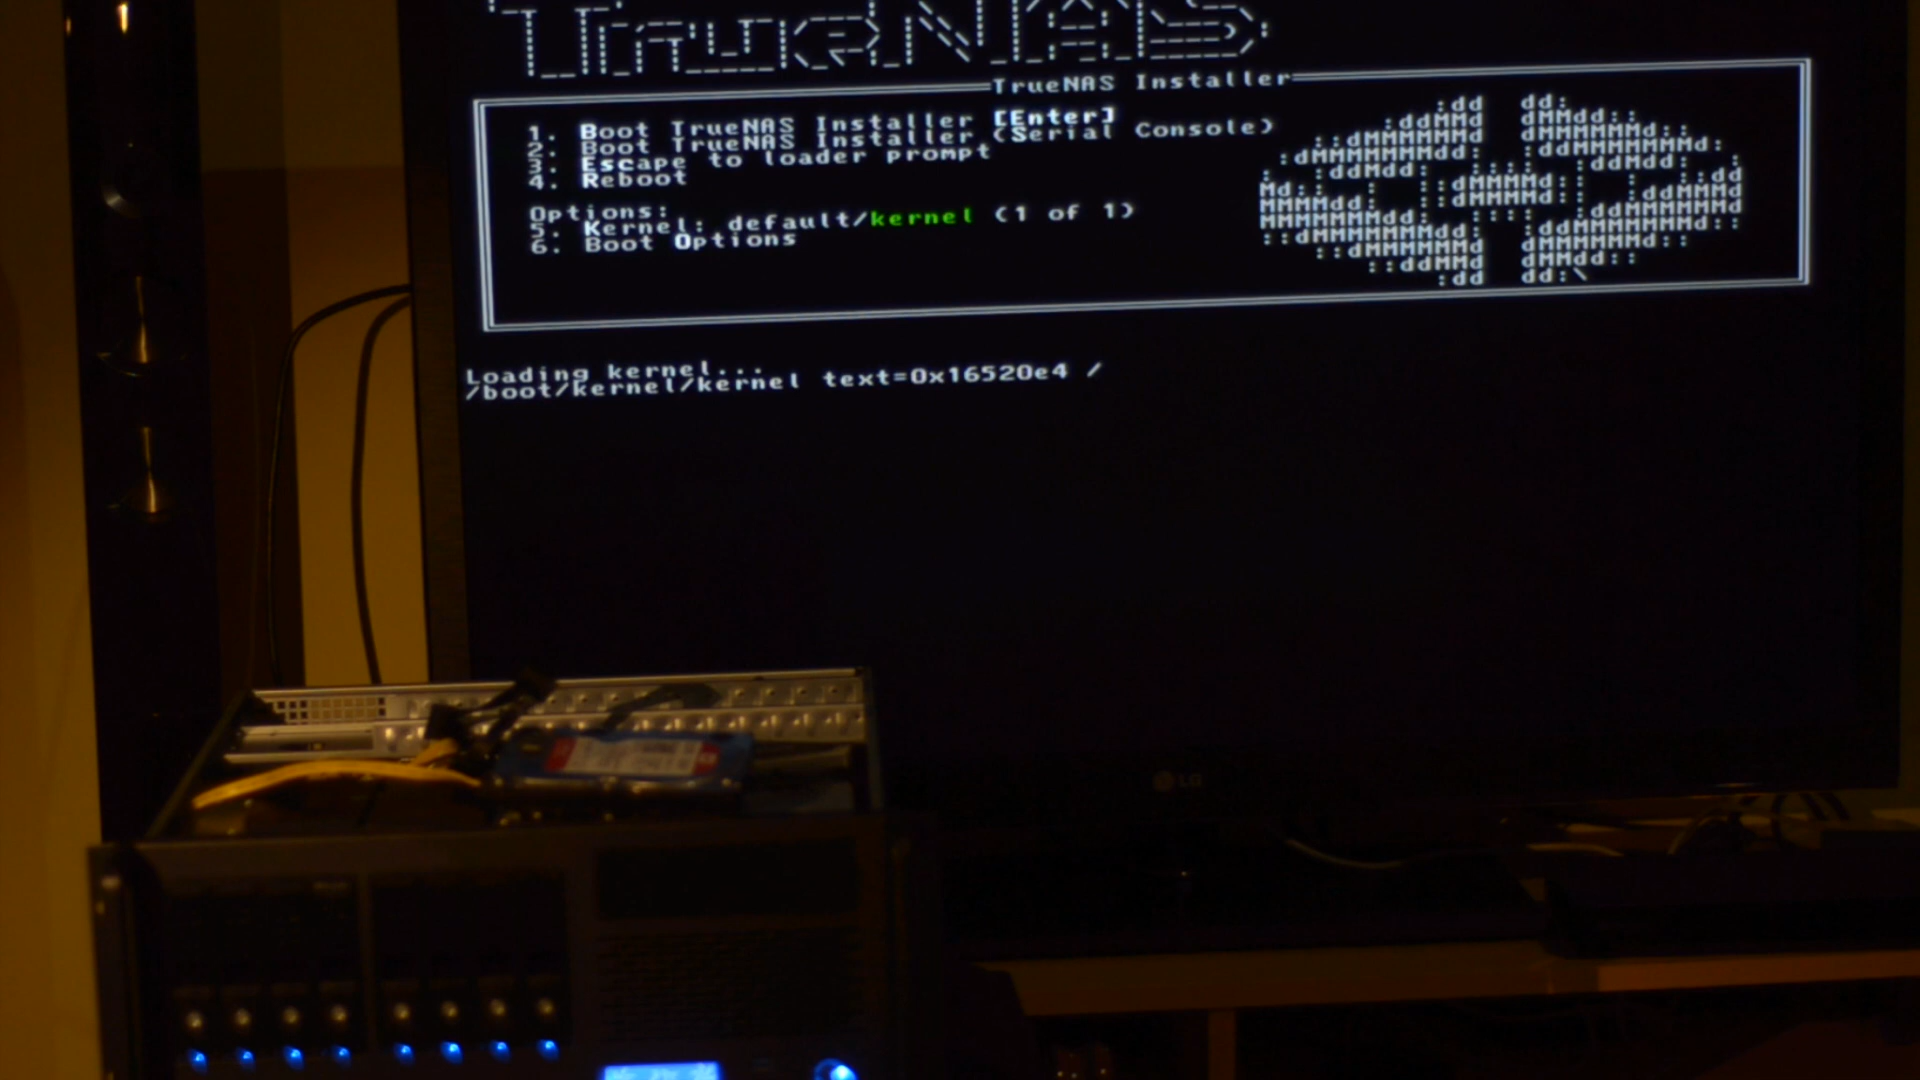 TrueNAS
TrueNAS Installer
1. Boot TrueNAS Installer [Enter]
2. Boot TrueNAS Installer (Serial Console)
3. Escape to loader prompt
4. Reboot
Options:
5. Kernel: default/kernel (1 of 1)
6. Boot Options
Loading kernel...
/boot/kernel/kernel text=0x16520e4 /
LG